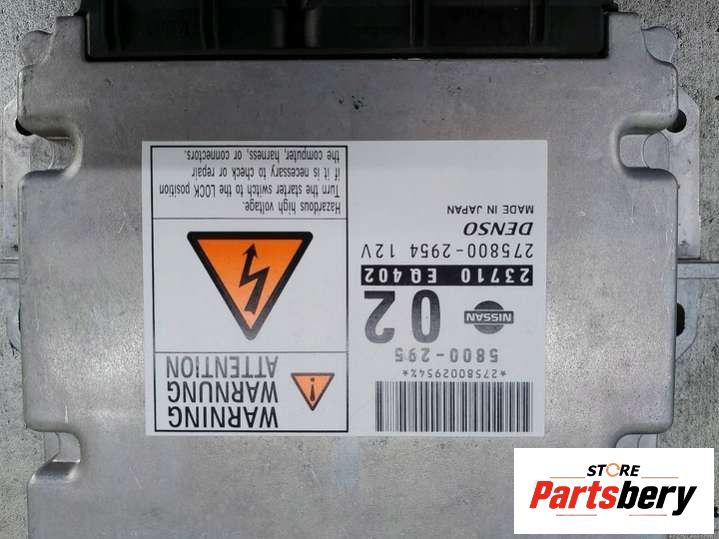 *2758002954%*
5800-295
NISSAN
02
23710 EQ402
275800-2954 12V
DENSO
MADE IN JAPAN
WARNING
WARNUNG
ATTENTION
Hazardous high voltage.
Turn the starter switch to the LOCK position
if it is necessary to check or repair
the computer, harness, or connectors.
STORE
Partsbery